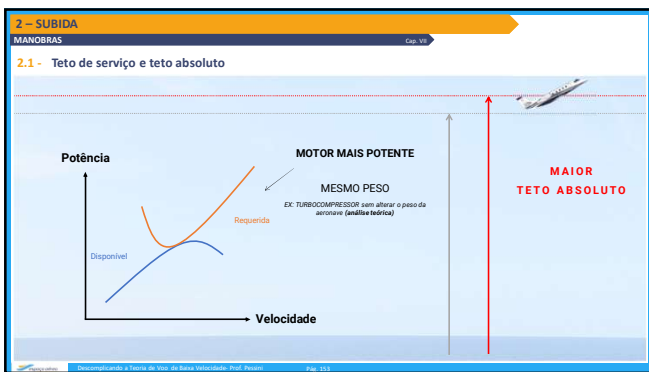 2 – SUBIDA
MANOBRAS
Cap. VII
2.1 - Teto de serviço e teto absoluto
Potência
MOTOR MAIS POTENTE
MESMO PESO
EX: TURBOCOMPRESSOR sem alterar o peso da
aeronave (análise teórica)
MAIOR
TETO ABSOLUTO
Requerida
Disponível
Velocidade
Descomplicando a Teoria de Voo de Baixa Velocidade- Prof. Pessini
Pág. 153